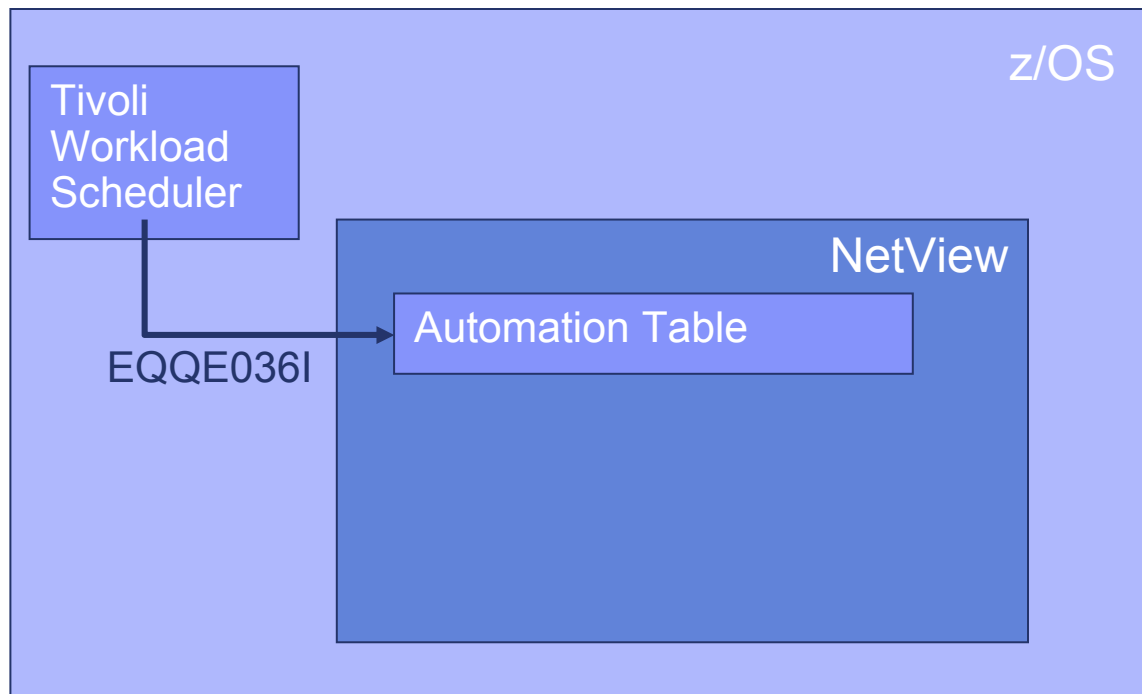 z/OS
Tivoli
Workload
Scheduler
NetView
Automation Table
EQQE036I